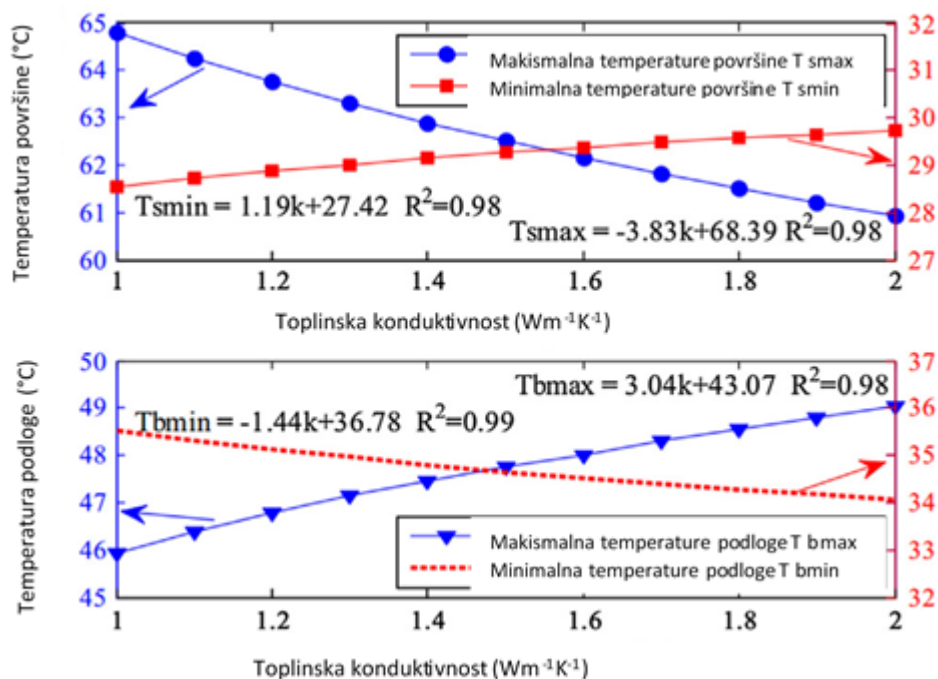 65
64
63
62
61
60
Temperatura površine (°C)
32
31
30
29
28
27
Makismalna temperature površine T smax
Minimalna temperature površine T smin
Tsmin = 1.19k+27.42 R²=0.98
Tsmax = -3.83k+68.39 R²=0.98
1 1.2 1.4 1.6 1.8 2
Toplinska konduktivnost (Wm⁻¹K⁻¹)
50
49
48
47
46
45
Temperatura podloge (°C)
37
36
35
34
33
32
Tbmax = 3.04k+43.07 R²=0.98
Tbmin = -1.44k+36.78 R²=0.99
Makismalna temperature podloge T bmax
Minimalna temperature podloge T bmin
1 1.2 1.4 1.6 1.8 2
Toplinska konduktivnost (Wm⁻¹K⁻¹)